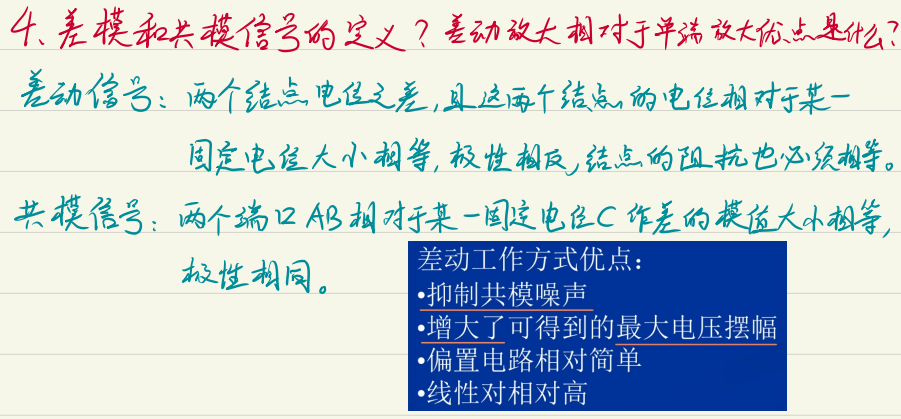 4、差模和共模信号的定义？差动放大相对于单端放大优点是什么？
差动信号：两个结点电位之差,且这两个结点的电位相对于某一
固定电位大小相等,极性相反,结点的阻抗也必须相等。
共模信号：两个端口AB相对于某一固定电位C作差的模值大小相等,
极性相同。
差动工作方式优点：
•抑制共模噪声
•增大了可得到的最大电压摆幅
•偏置电路相对简单
•线性对相对高